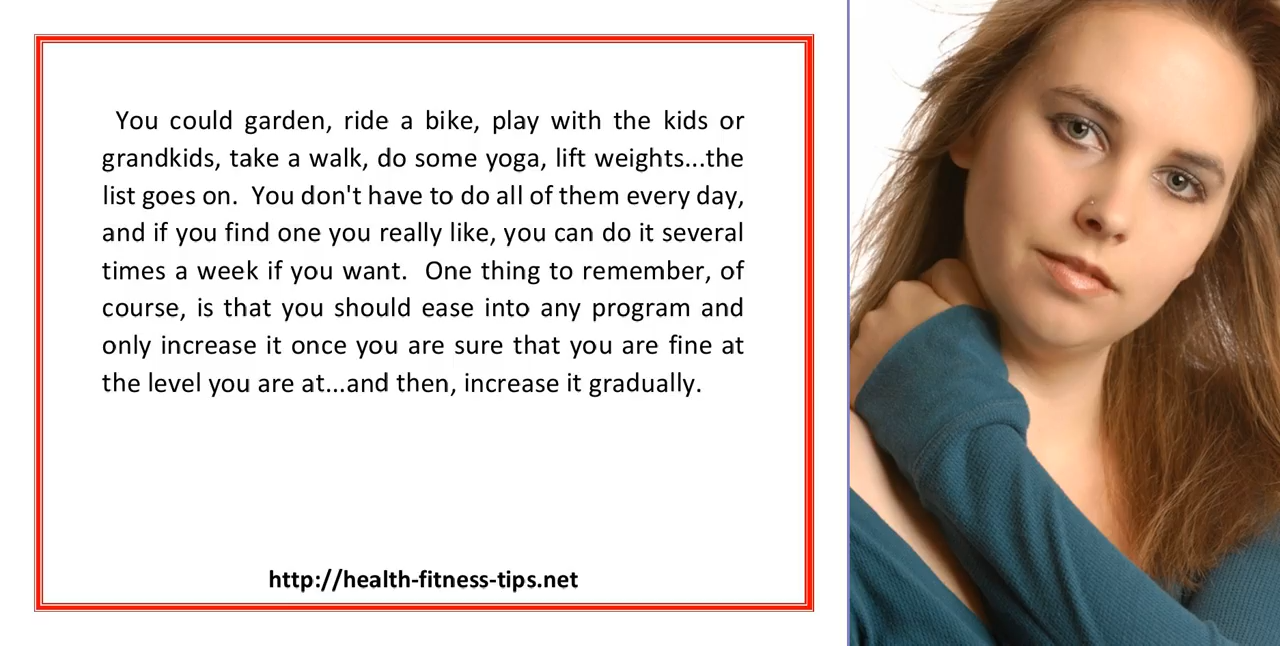 You could garden, ride a bike, play with the kids or
grandkids, take a walk, do some yoga, lift weights...the
list goes on.  You don't have to do all of them every day,
and if you find one you really like, you can do it several
times a week if you want.  One thing to remember, of
course, is that you should ease into any program and
only increase it once you are sure that you are fine at
the level you are at...and then, increase it gradually.
http://health-fitness-tips.net